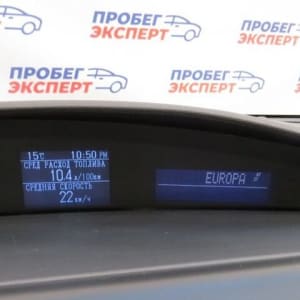 ПРОБЕГ
ЭКСПЕРТ
ПРОБЕГ
ЭКСПЕРТ
ПРОБЕГ
ЭКСПЕРТ
ПРОБЕГ
ЭКСПЕРТ
ПРОБЕГ
ЭКСПЕРТ
15℃ 10:50 PM
СРЕД РАСХОД ТОПЛИВА
10.4 л/100км
СРЕДНЯЯ СКОРОСТЬ
22 км/ч
EUROPA